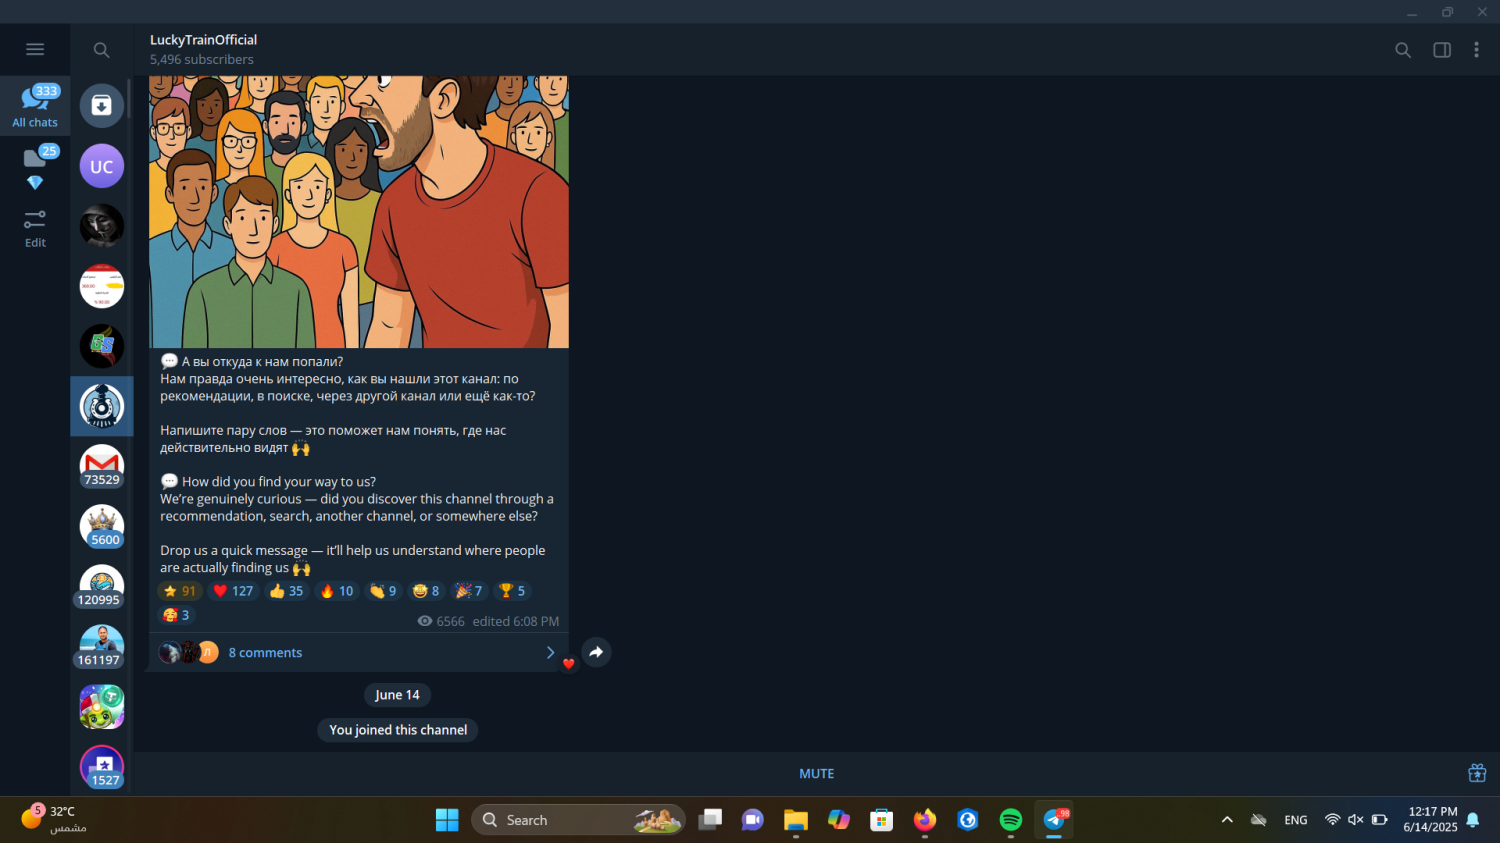 LuckyTrainOfficial
5,496 subscribers
333
All chats
25
Edit
UC
73529
5600
120995
161197
1527
💬 А вы откуда к нам попали?
Нам правда очень интересно, как вы нашли этот канал: по
рекомендации, в поиске, через другой канал или ещё как-то?
Напишите пару слов — это поможет нам понять, где нас
действительно видят 🙌
💬 How did you find your way to us?
We’re genuinely curious — did you discover this channel through a
recommendation, search, another channel, or somewhere else?
Drop us a quick message — it’ll help us understand where people
are actually finding us 🙌
⭐ 91 ❤️ 127 👍 35 🔥 10 👏 9 🤩 8 🎉 7 🏆 5
🥰 3
6566 edited 6:08 PM
Л
8 comments
June 14
You joined this channel
MUTE
5
32°C
مشمس
Search
98
ENG
12:17 PM
6/14/2025